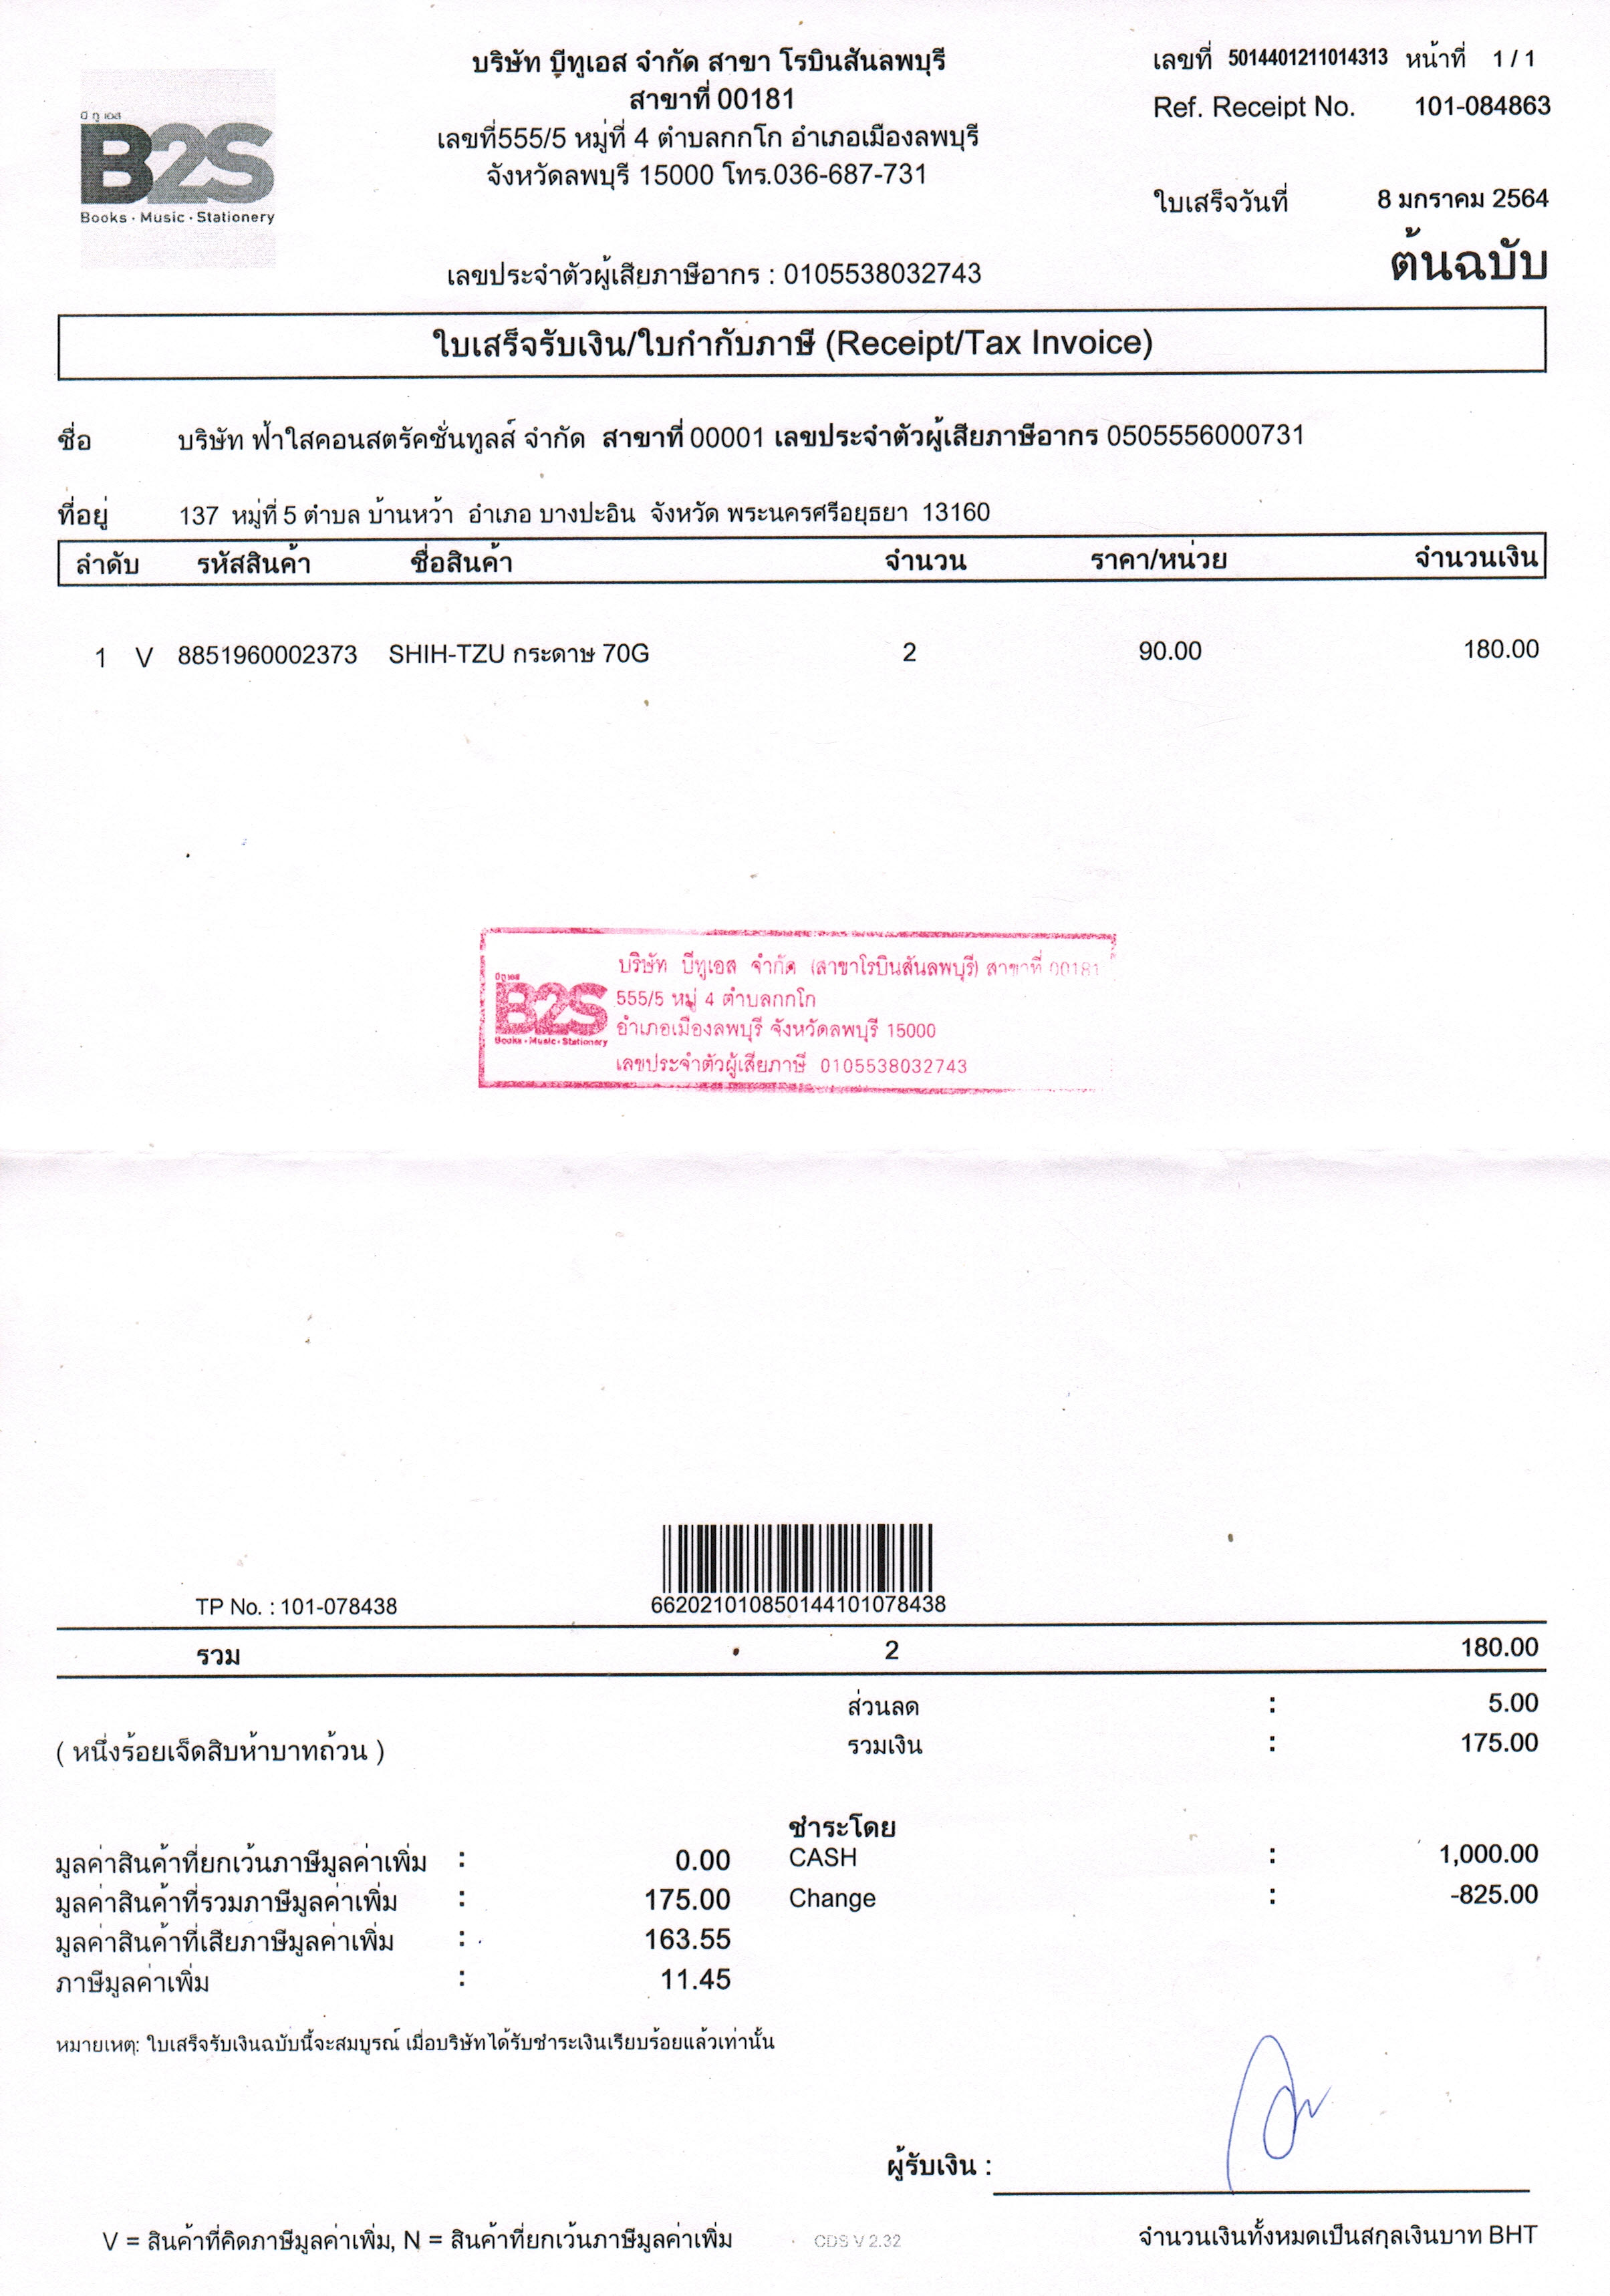 บริษัท บีทูเอส จำกัด สาขา โรบินสันลพบุรี
สาขาที่ 00181
เลขที่555/5 หมู่ที่ 4 ตำบลกกโก อำเภอเมืองลพบุรี
จังหวัดลพบุรี 15000 โทร.036-687-731
เลขที่ 5014401211014313 หน้าที่ 1 / 1
Ref. Receipt No. 101-084863
บี ทู เอส
B2S
Books · Music · Stationery
ใบเสร็จวันที่ 8 มกราคม 2564
ต้นฉบับ
เลขประจำตัวผู้เสียภาษีอากร : 0105538032743
ใบเสร็จรับเงิน/ใบกำกับภาษี (Receipt/Tax Invoice)
ชื่อ บริษัท ฟ้าใสคอนสตรัคชั่นทูลส์ จำกัด สาขาที่ 00001 เลขประจำตัวผู้เสียภาษีอากร 0505556000731
ที่อยู่ 137 หมู่ที่ 5 ตำบล บ้านหว้า อำเภอ บางปะอิน จังหวัด พระนครศรีอยุธยา 13160
ลำดับ รหัสสินค้า ชื่อสินค้า จำนวน ราคา/หน่วย จำนวนเงิน
1 V 8851960002373 SHIH-TZU กระดาษ 70G 2 90.00 180.00
บริษัท บีทูเอส จำกัด (สาขาโรบินสันลพบุรี) สาขาที่ 00181
บี ทู เอส
B2S
Books · Music · Stationery
555/5 หมู่ 4 ตำบลกกโก
อำเภอเมืองลพบุรี จังหวัดลพบุรี 15000
เลขประจำตัวผู้เสียภาษี 0105538032743
TP No. : 101-078438
662021010850144101078438
รวม 2 180.00
ส่วนลด : 5.00
( หนึ่งร้อยเจ็ดสิบห้าบาทถ้วน ) รวมเงิน : 175.00
ชำระโดย
มูลค่าสินค้าที่ยกเว้นภาษีมูลค่าเพิ่ม : 0.00 CASH : 1,000.00
มูลค่าสินค้าที่รวมภาษีมูลค่าเพิ่ม : 175.00 Change : -825.00
มูลค่าสินค้าที่เสียภาษีมูลค่าเพิ่ม : 163.55
ภาษีมูลค่าเพิ่ม : 11.45
หมายเหตุ: ใบเสร็จรับเงินฉบับนี้จะสมบูรณ์ เมื่อบริษัทได้รับชำระเงินเรียบร้อยแล้วเท่านั้น
ผู้รับเงิน :
V = สินค้าที่คิดภาษีมูลค่าเพิ่ม, N = สินค้าที่ยกเว้นภาษีมูลค่าเพิ่ม CDS V 2.32 จำนวนเงินทั้งหมดเป็นสกุลเงินบาท BHT